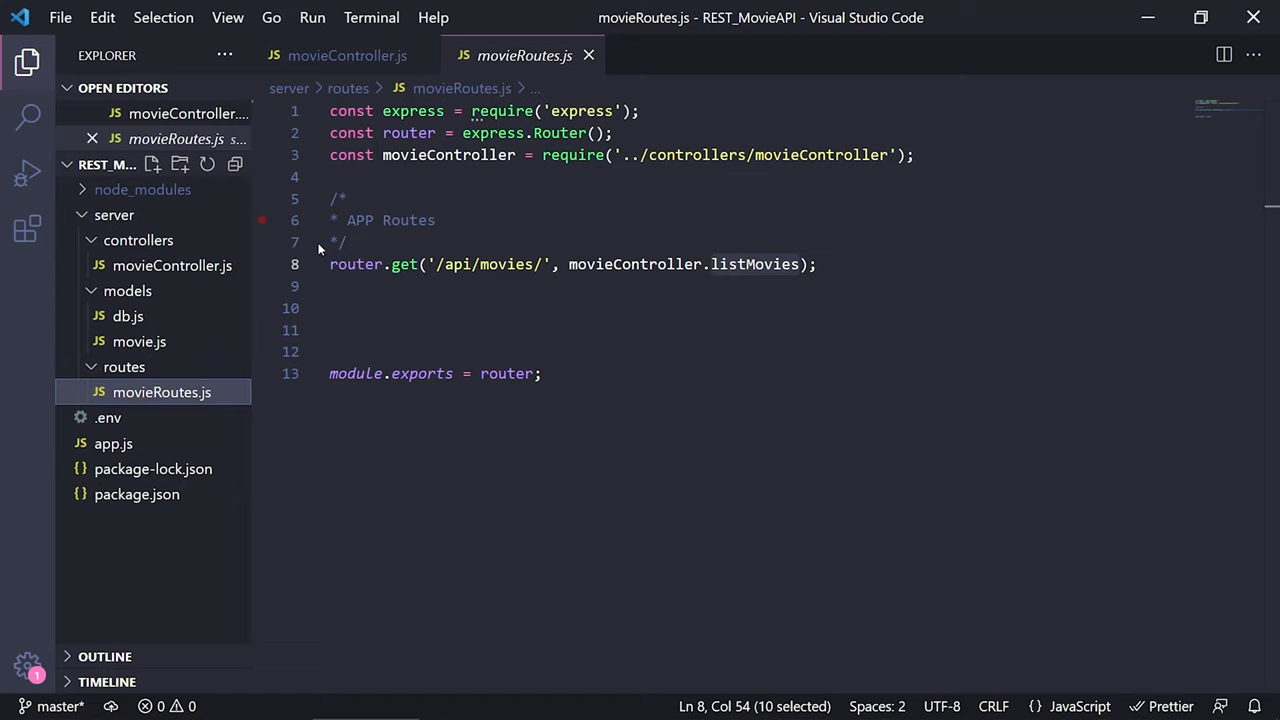 File Edit Selection View Go Run Terminal Help
movieRoutes.js - REST_MovieAPI - Visual Studio Code
EXPLORER
OPEN EDITORS
movieController....
movieRoutes.js s...
REST_M...
node_modules
server
controllers
movieController.js
models
db.js
movie.js
routes
movieRoutes.js
.env
app.js
package-lock.json
package.json
OUTLINE
TIMELINE
movieController.js movieRoutes.js
server > routes > movieRoutes.js > ...
1 const express = require('express');
2 const router = express.Router();
3 const movieController = require('../controllers/movieController');
4
5 /*
6 * APP Routes
7 */
8 router.get('/api/movies/', movieController.listMovies);
9
10
11
12
13 module.exports = router;
1
master* 0 0 Ln 8, Col 54 (10 selected) Spaces: 2 UTF-8 CRLF {} JavaScript Prettier